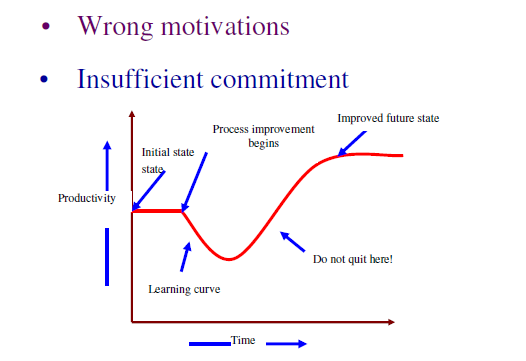 • Wrong motivations
• Insufficient commitment
Improved future state
Process improvement
begins
Initial state
state
Productivity
Do not quit here!
Learning curve
Time